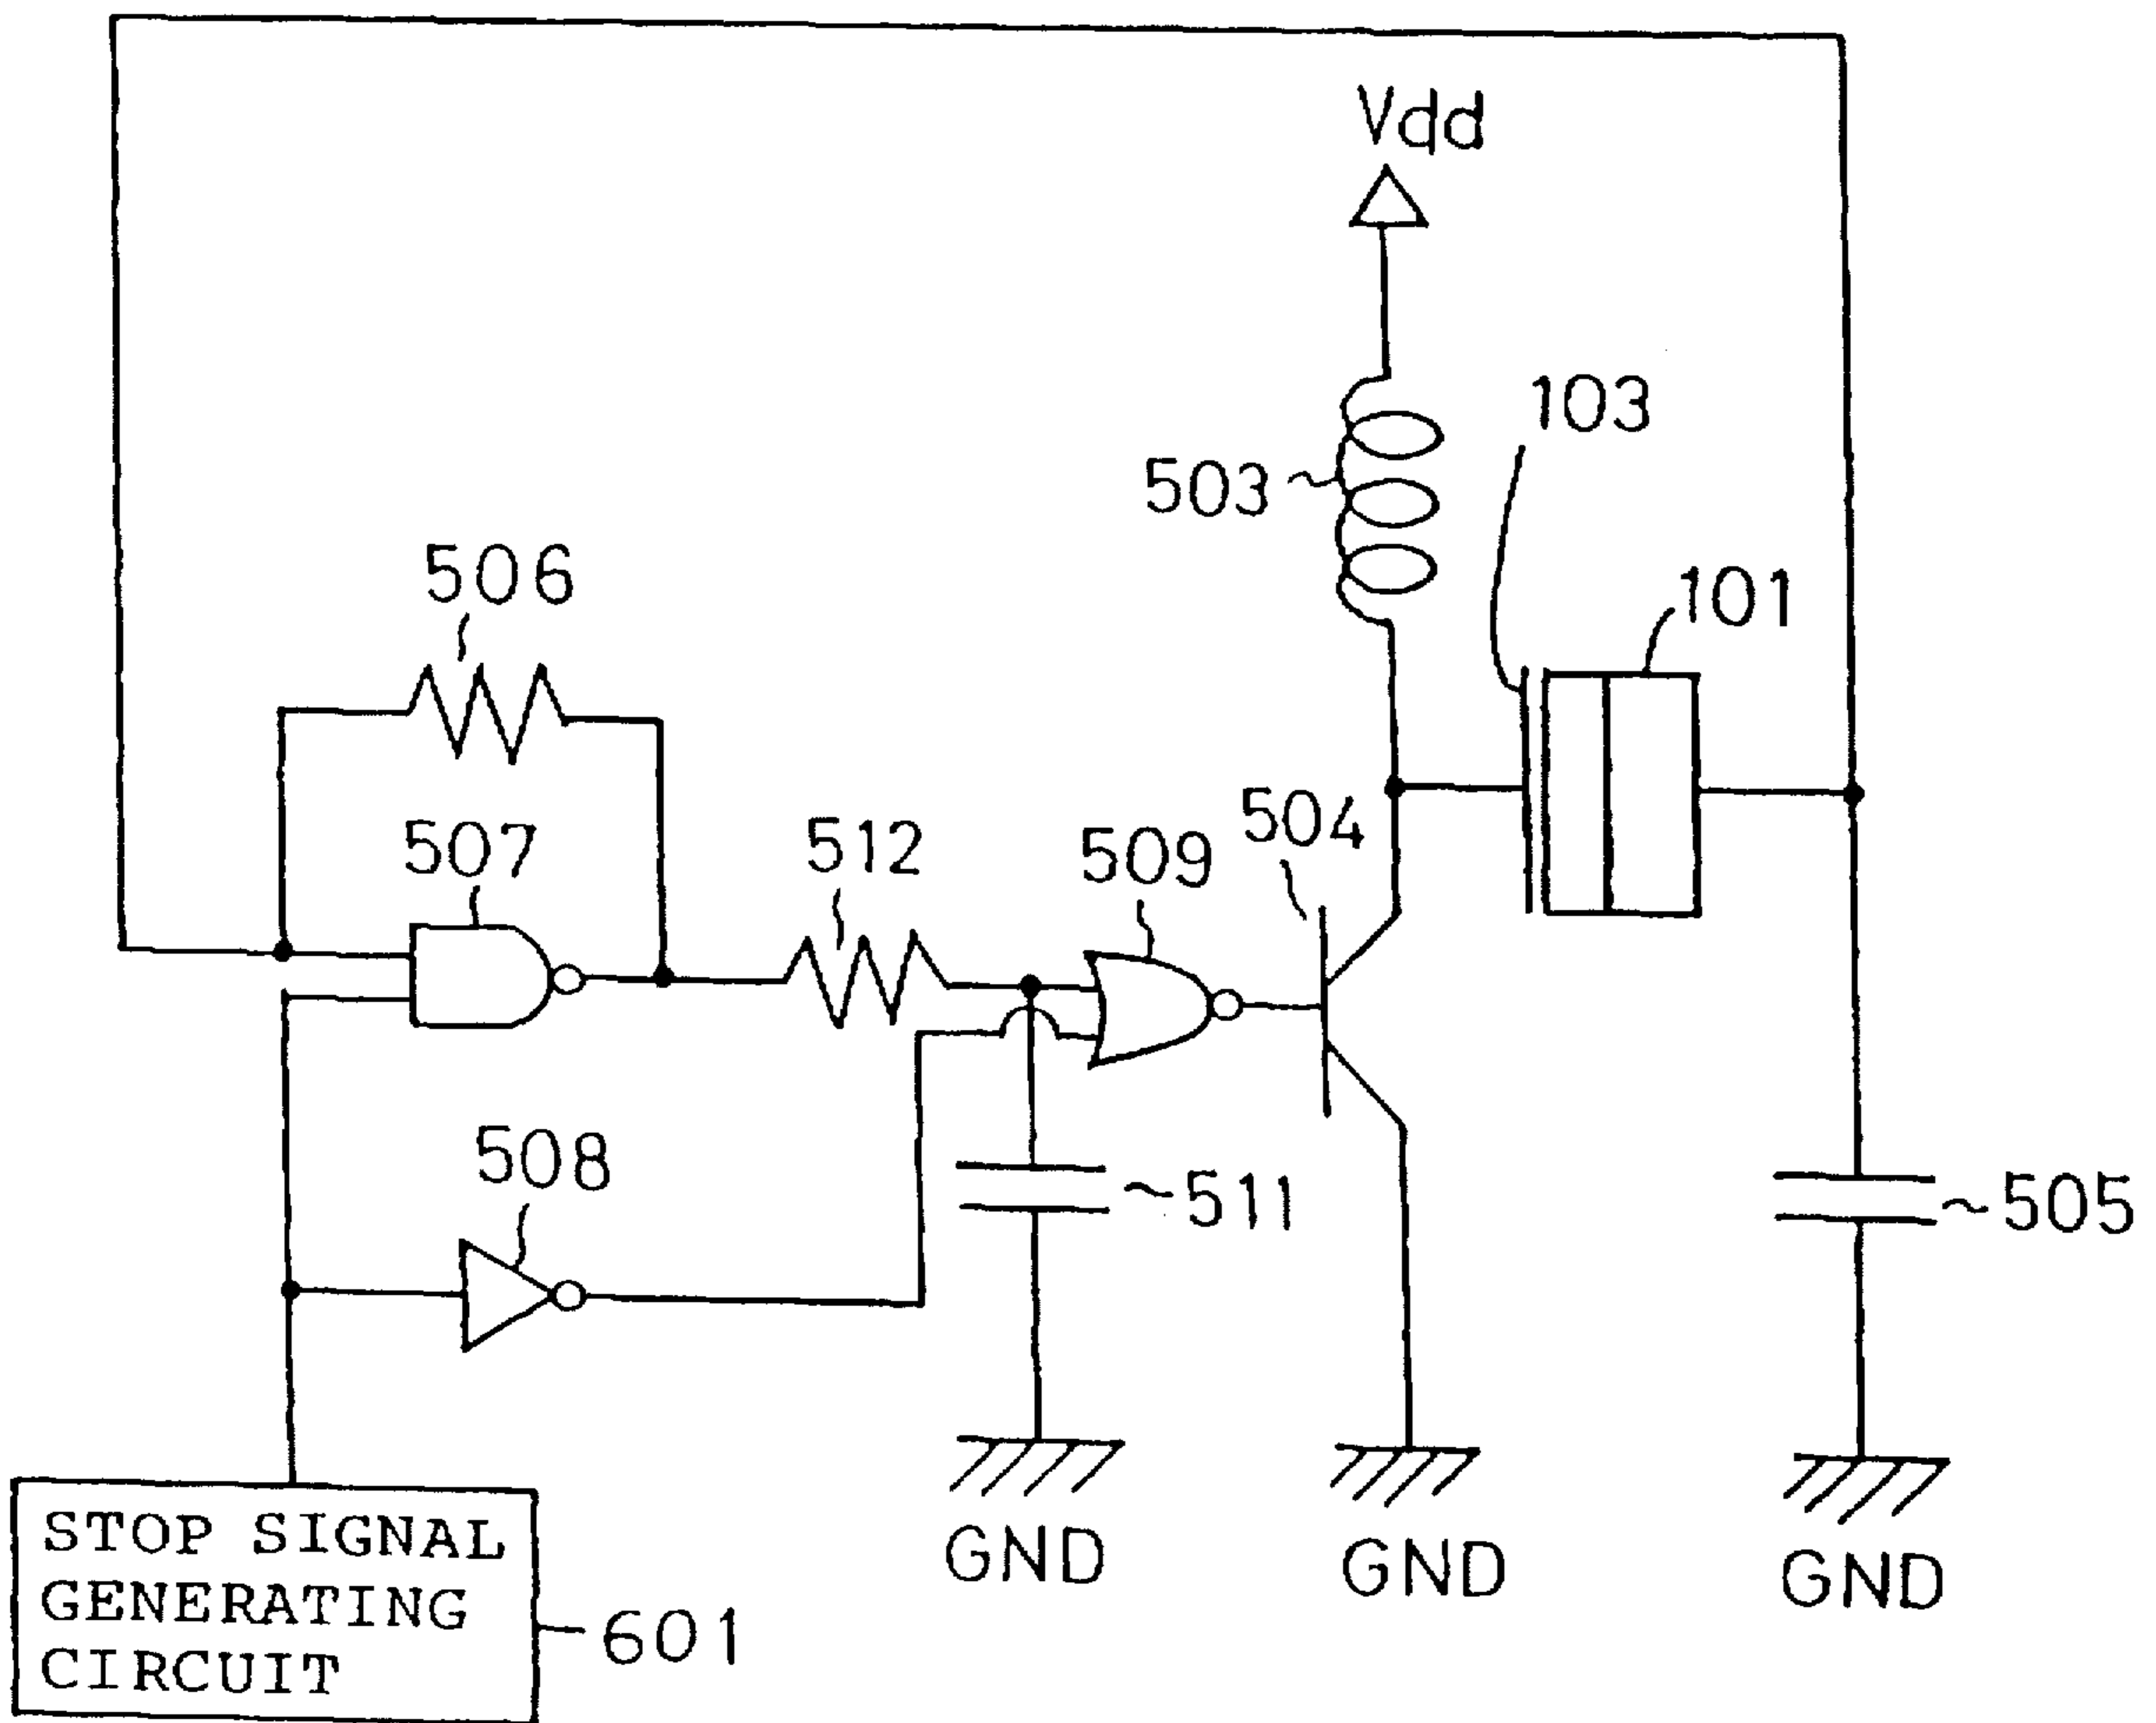 Vdd
103
503
506
101
507
512
509
504
508
~511
~505
STOP SIGNAL
GENERATING
CIRCUIT
601
GND
GND
GND